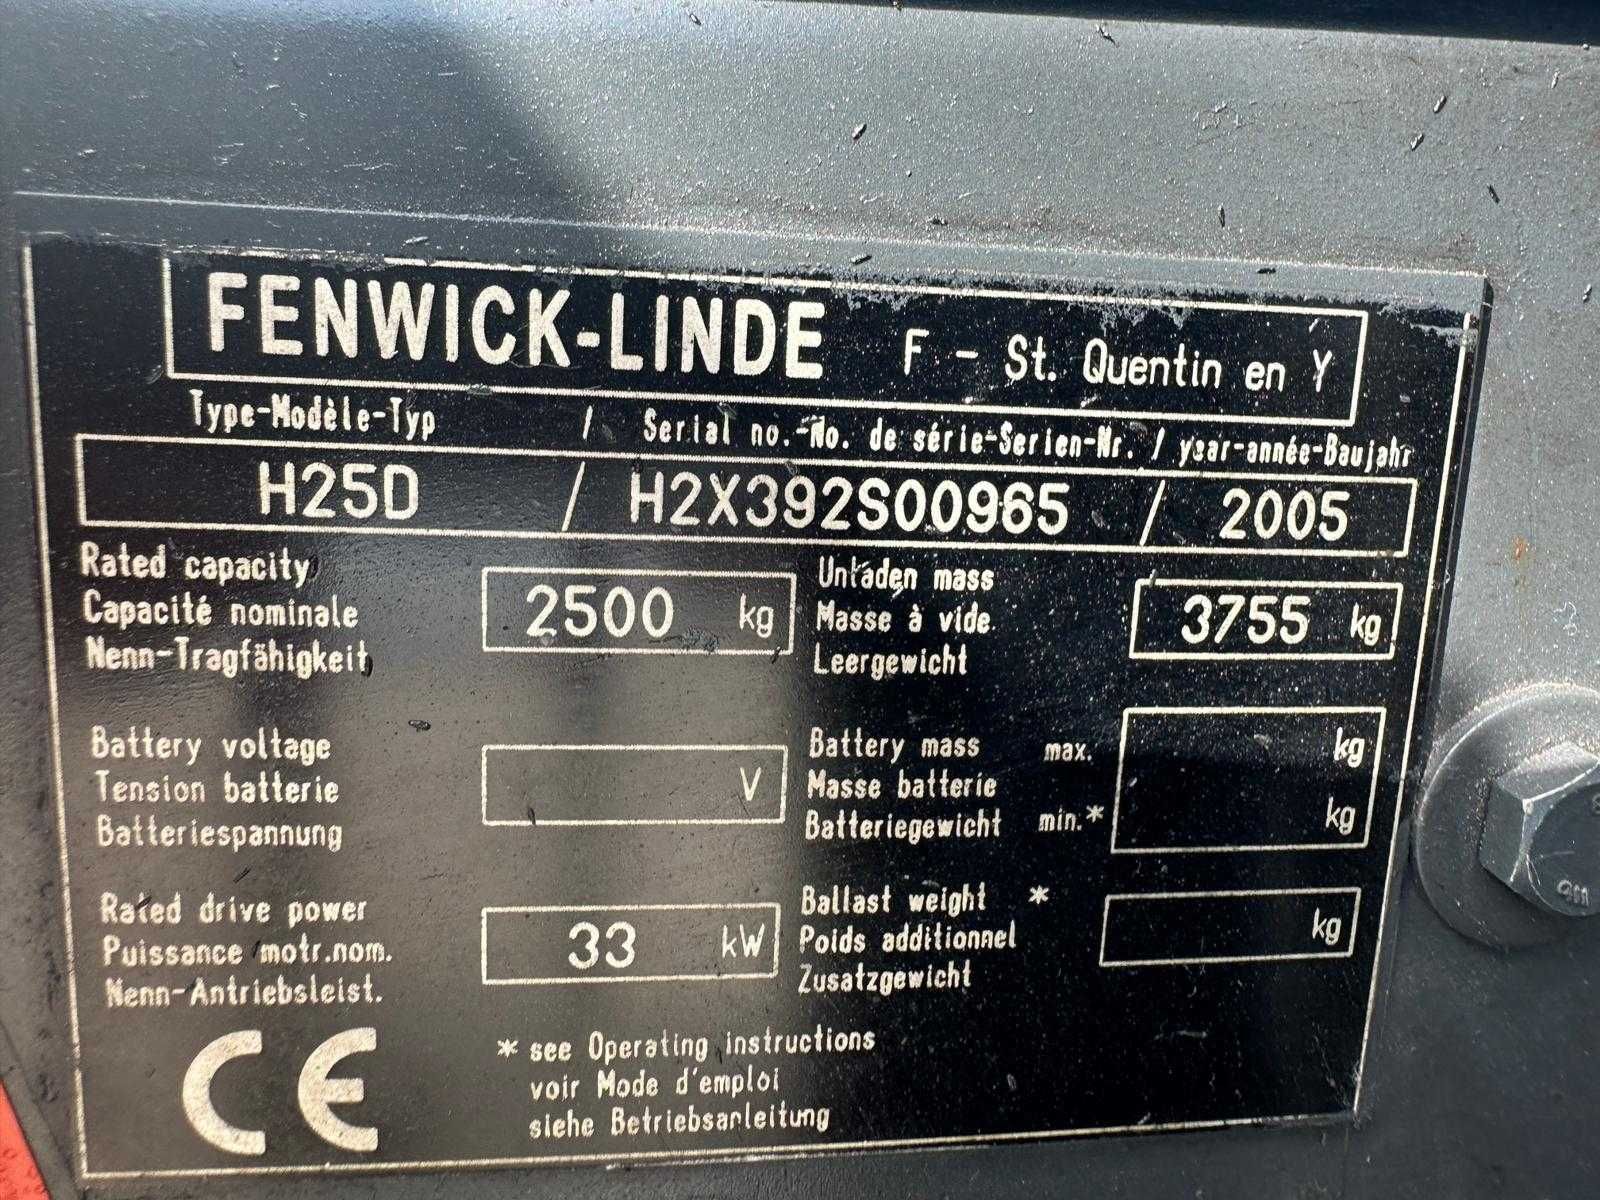 FENWICK-LINDE F - St. Quentin en Y
Type-Modèle-Typ / Serial no.-No. de série-Serien-Nr. / year-année-Baujahr
H25D / H2X392S00965 / 2005
Rated capacity
Capacité nominale
Nenn-Tragfähigkeit
2500 kg
Unladen mass
Masse à vide
Leergewicht
3755 kg
Battery voltage
Tension batterie
Batteriespannung
V
Battery mass max. kg
Masse batterie
Batteriegewicht min.* kg
Rated drive power
Puissance motr.nom.
Nenn-Antriebsleist.
33 kW
Ballast weight *
Poids additionnel
Zusatzgewicht
kg
CE
* see Operating instructions
voir Mode d'emploi
siehe Betriebsanleitung